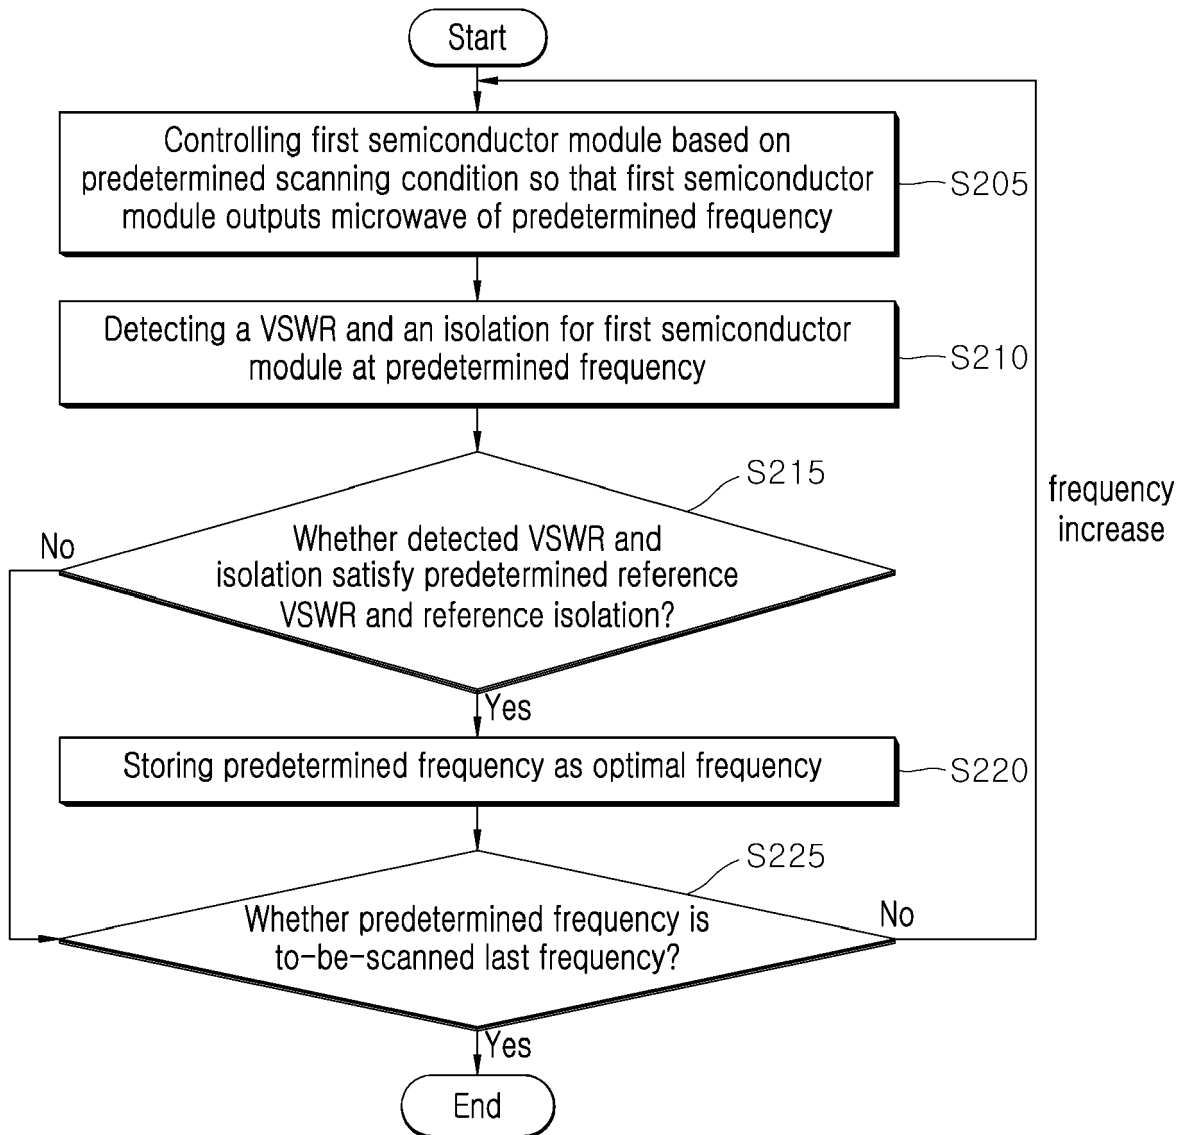 Start
Controlling first semiconductor module based on
predetermined scanning condition so that first semiconductor
module outputs microwave of predetermined frequency
S205
Detecting a VSWR and an isolation for first semiconductor
module at predetermined frequency
S210
S215
frequency
increase
No
Whether detected VSWR and
isolation satisfy predetermined reference
VSWR and reference isolation?
Yes
Storing predetermined frequency as optimal frequency
S220
S225
No
Whether predetermined frequency is
to-be-scanned last frequency?
Yes
End